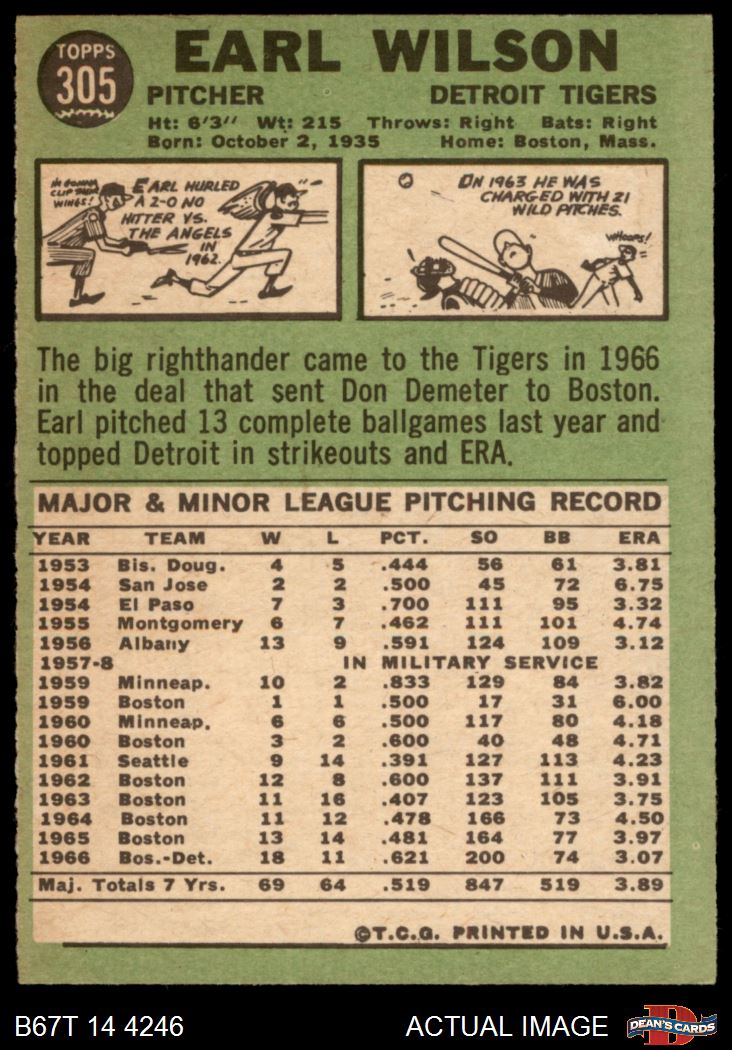 TOPPS
305
EARL WILSON
PITCHER DETROIT TIGERS
Ht: 6'3" Wt: 215 Throws: Right Bats: Right
Born: October 2, 1935 Home: Boston, Mass.
I'M GONNA
CLIP THEM
WINGS!
EARL HURLED
A 2-0 NO
HITTER VS.
THE ANGELS
IN
1962.
IN 1963 HE WAS
CHARGED WITH 21
WILD PITCHES.
WHOOPS!
The big righthander came to the Tigers in 1966
in the deal that sent Don Demeter to Boston.
Earl pitched 13 complete ballgames last year and
topped Detroit in strikeouts and ERA.
MAJOR & MINOR LEAGUE PITCHING RECORD
YEAR TEAM W L PCT. SO BB ERA
1953 Bis. Doug. 4 5 .444 56 61 3.81
1954 San Jose 2 2 .500 45 72 6.75
1954 El Paso 7 3 .700 111 95 3.32
1955 Montgomery 6 7 .462 111 101 4.74
1956 Albany 13 9 .591 124 109 3.12
1957-8 IN MILITARY SERVICE
1959 Minneap. 10 2 .833 129 84 3.82
1959 Boston 1 1 .500 17 31 6.00
1960 Minneap. 6 6 .500 117 80 4.18
1960 Boston 3 2 .600 40 48 4.71
1961 Seattle 9 14 .391 127 113 4.23
1962 Boston 12 8 .600 137 111 3.91
1963 Boston 11 16 .407 123 105 3.75
1964 Boston 11 12 .478 166 73 4.50
1965 Boston 13 14 .481 164 77 3.97
1966 Bos.-Det. 18 11 .621 200 74 3.07
Maj. Totals 7 Yrs. 69 64 .519 847 519 3.89
©T.C.G. PRINTED IN U.S.A.
B67T 14 4246 ACTUAL IMAGE
D
DEAN'S CARDS